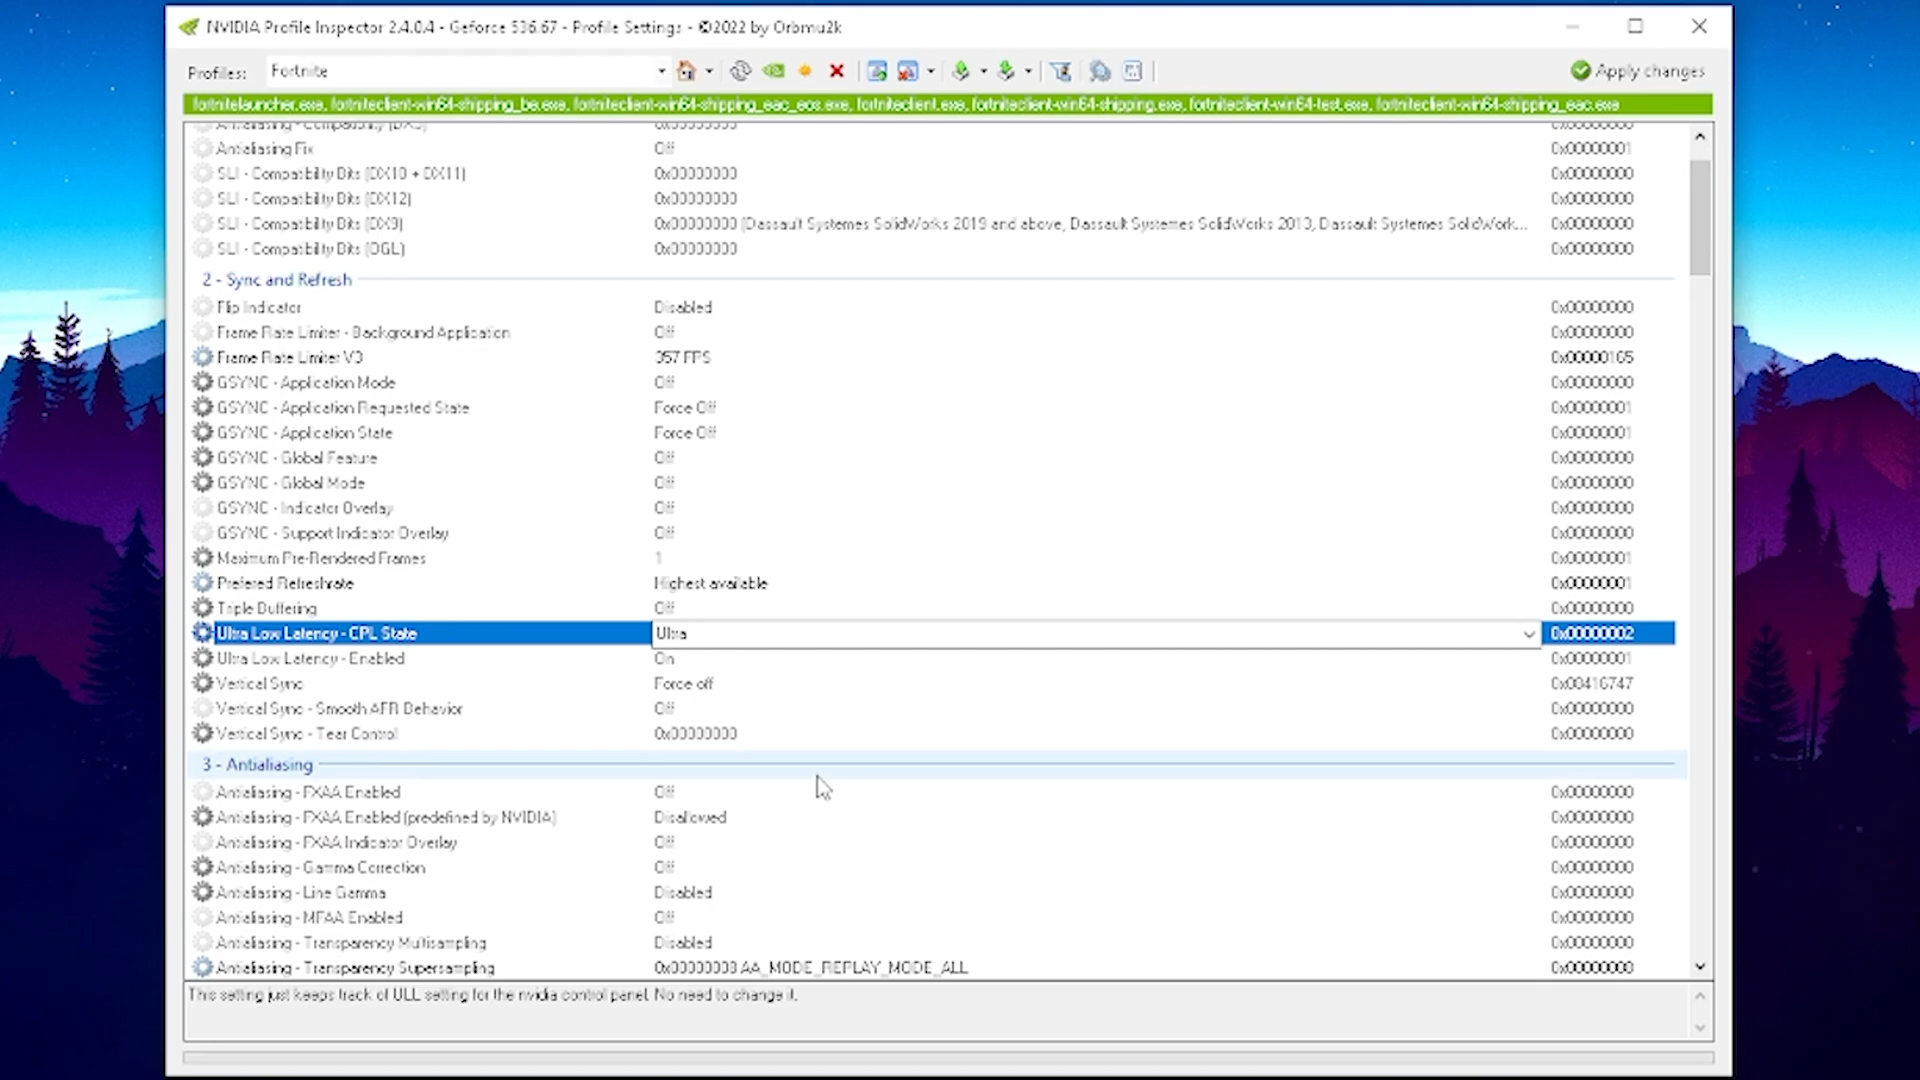 NVIDIA Profile Inspector 2.4.0.4 - Geforce 536.67 - Profile Settings - ©2022 by Orbmu2k
Profiles: Fortnite Apply changes
fortnitelauncher.exe, fortniteclient-win64-shipping_be.exe, fortniteclient-win64-shipping_eac_eos.exe, fortniteclient.exe, fortniteclient-win64-shipping.exe, fortniteclient-win64-test.exe, fortniteclient-win64-shipping_eac.exe
Antialiasing - Compatibility (DX9) 0x00000000 0x00000000
Antialiasing Fix Off 0x00000001
SLI - Compatibility Bits (DX10 + DX11) 0x00000000 0x00000000
SLI - Compatibility Bits (DX12) 0x00000000 0x00000000
SLI - Compatibility Bits (DX9) 0x00000000 (Dassault Systemes SolidWorks 2019 and above, Dassault Systemes SolidWorks 2013, Dassault Systemes SolidWork... 0x00000000
SLI - Compatibility Bits (OGL) 0x00000000 0x00000000
2 - Sync and Refresh
Flip Indicator Disabled 0x00000000
Frame Rate Limiter - Background Application Off 0x00000000
Frame Rate Limiter V3 357 FPS 0x00000165
GSYNC - Application Mode Off 0x00000000
GSYNC - Application Requested State Force Off 0x00000001
GSYNC - Application State Force Off 0x00000001
GSYNC - Global Feature Off 0x00000000
GSYNC - Global Mode Off 0x00000000
GSYNC - Indicator Overlay Off 0x00000000
GSYNC - Support Indicator Overlay Off 0x00000000
Maximum Pre-Rendered Frames 1 0x00000001
Prefered Refreshrate Highest available 0x00000001
Triple Buffering Off 0x00000000
Ultra Low Latency - CPL State Ultra 0x00000002
Ultra Low Latency - Enabled On 0x00000001
Vertical Sync Force off 0x08416747
Vertical Sync - Smooth AFR Behavior Off 0x00000000
Vertical Sync - Tear Control 0x00000000 0x00000000
3 - Antialiasing
Antialiasing - FXAA Enabled Off 0x00000000
Antialiasing - FXAA Enabled (predefined by NVIDIA) Disallowed 0x00000000
Antialiasing - FXAA Indicator Overlay Off 0x00000000
Antialiasing - Gamma Correction Off 0x00000000
Antialiasing - Line Gamma Disabled 0x00000000
Antialiasing - MFAA Enabled Off 0x00000000
Antialiasing - Transparency Multisampling Disabled 0x00000000
Antialiasing - Transparency Supersampling 0x00000008 AA_MODE_REPLAY_MODE_ALL 0x00000000
This setting just keeps track of ULL setting for the nvidia control panel. No need to change it.